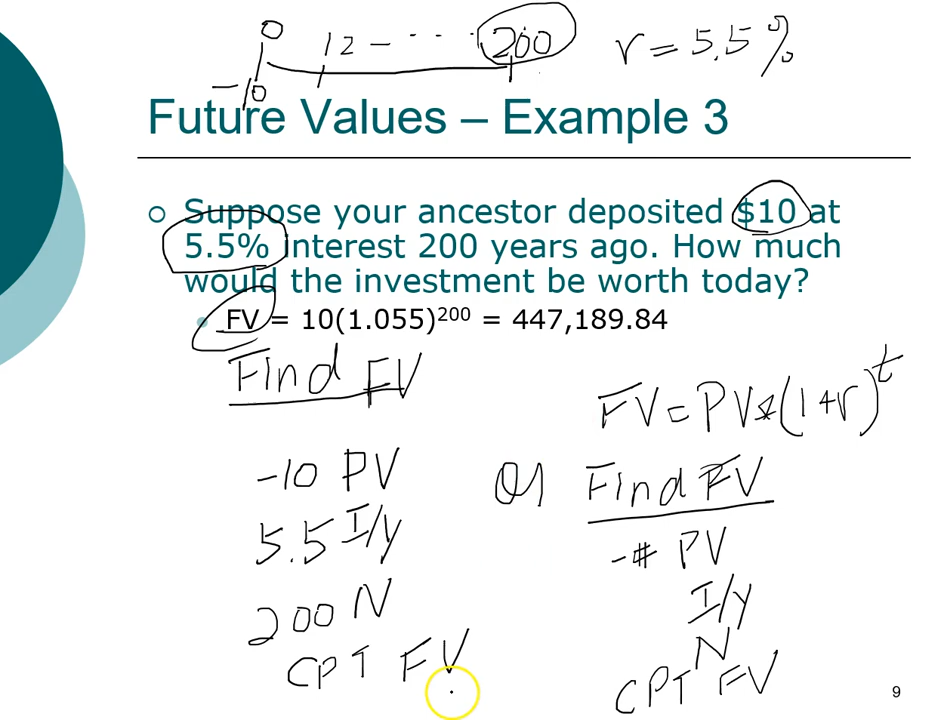 0 12 - ... 200 r = 5.5%
-10
Future Values – Example 3
Suppose your ancestor deposited $10 at
5.5% interest 200 years ago. How much
would the investment be worth today?
FV = 10(1.055)^200 = 447,189.84
Find FV
FV = PV*(1+r)^t
-10 PV
5.5 I/y
200 N
CPT FV
Or Find FV
-# PV
I/y
N
CPT FV
9